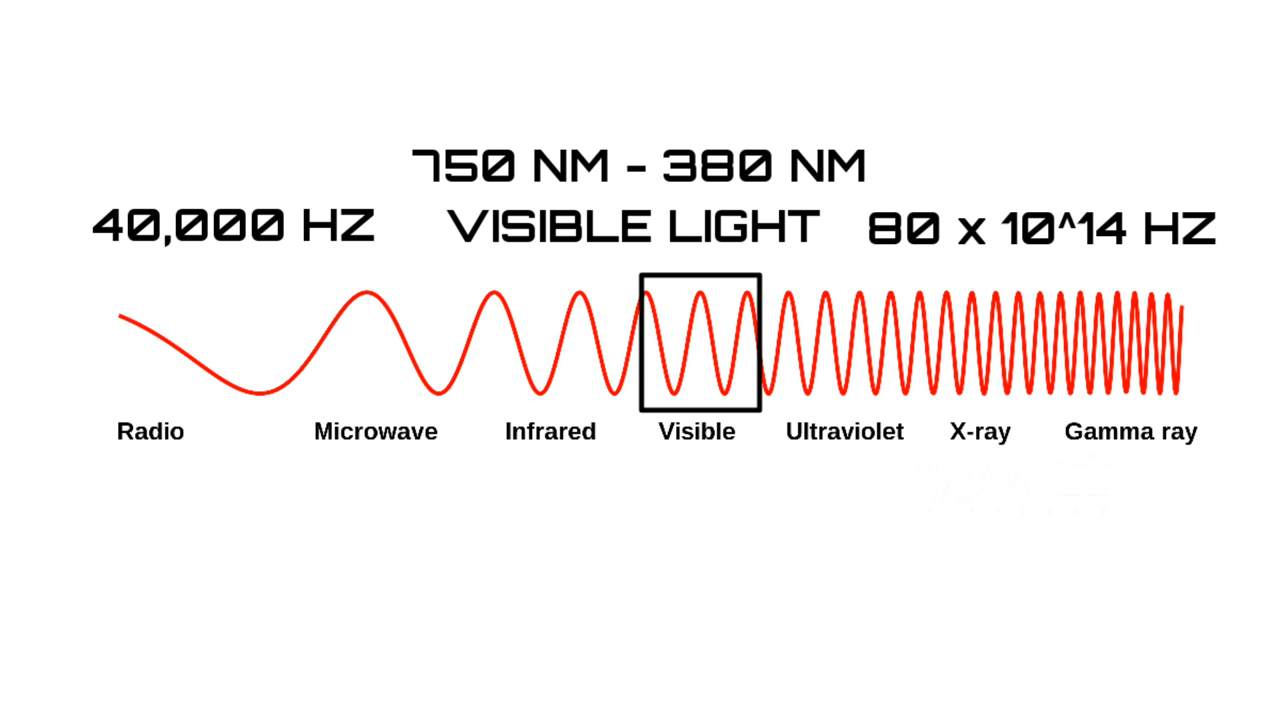 750 NM - 380 NM
40,000 HZ VISIBLE LIGHT 80 x 10^14 HZ
Radio Microwave Infrared Visible Ultraviolet X-ray Gamma ray